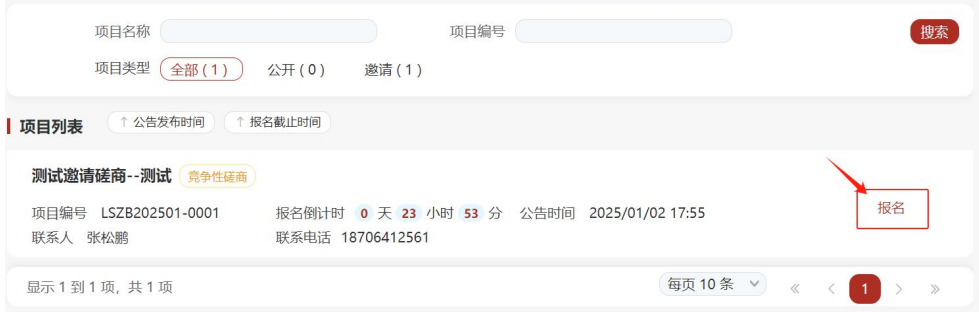 项目名称 项目编号 搜索
项目类型 全部(1) 公开(0) 邀请(1)
项目列表 ↑ 公告发布时间 ↑ 报名截止时间
测试邀请磋商--测试 竞争性磋商
项目编号 LSZB202501-0001 报名倒计时 0 天 23 小时 53 分 公告时间 2025/01/02 17:55 报名
联系人 张松鹏 联系电话 18706412561
显示 1 到 1 项，共 1 项 每页 10 条 « ‹ 1 › »